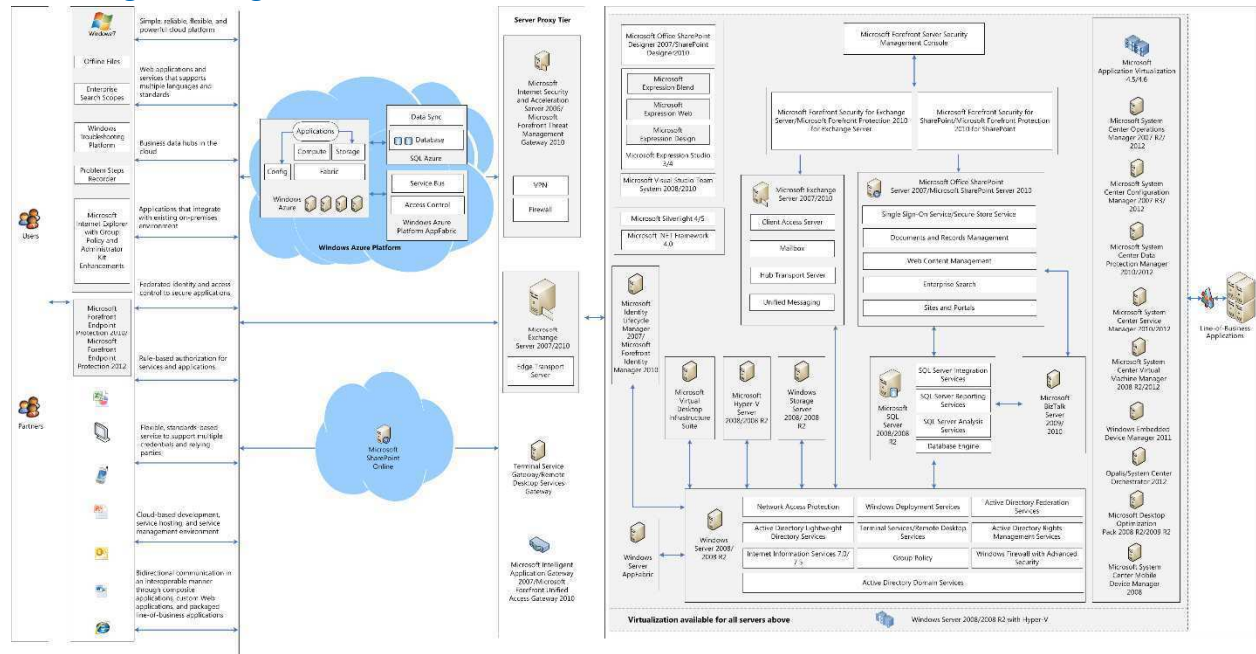 Windows7
Offline Files
Enterprise
Search Scopes
Windows
Troubleshooting
Platform
Problem Steps
Recorder
Microsoft
Internet Explorer
with Group
Policy and
Administrator
Kit
Enhancements
Microsoft
Forefront
Endpoint
Protection 2010/
Microsoft
Forefront
Endpoint
Protection 2012
Users
Partners
Simple, reliable, flexible, and
powerful cloud platform
Web applications and
services that supports
multiple languages and
standards
Business data hubs in the
cloud
Applications that integrate with
existing on-premises
environment
Federated identity and access
control to secure applications
Rule-based authorization for
services and applications
Flexible, standards-based
service to support multiple
credentials and relying
parties
Cloud-based development,
service hosting, and service
management environment
Bidirectional communication in
an interoperable manner
through composite
applications, custom Web
applications, and packaged
line-of-business applications
Applications
Compute
Storage
Config
Fabric
Windows
Azure
Data Sync
Database
SQL Azure
Service Bus
Access Control
Windows Azure
Platform AppFabric
Windows Azure Platform
Microsoft
SharePoint
Online
Server Proxy Tier
Microsoft
Internet Security
and Acceleration
Server 2006/
Microsoft
Forefront Threat
Management
Gateway 2010
VPN
Firewall
Microsoft
Exchange
Server 2007/2010
Edge Transport
Server
Terminal Service
Gateway/Remote
Desktop Services
Gateway
Microsoft Intelligent
Application Gateway
2007/Microsoft
Forefront Unified
Access Gateway 2010
Microsoft Office SharePoint
Designer 2007/SharePoint
Designer2010
Microsoft
Expression Blend
Microsoft
Expression Web
Microsoft
Expression Design
Microsoft Expression Studio
3/4
Microsoft Visual Studio Team
System 2008/2010
Microsoft Silverlight 4/5
Microsoft .NET Framework
4.0
Microsoft Forefront Server Security
Management Console
Microsoft Forefront Security for Exchange
Server/Microsoft Forefront Protection 2010
for Exchange Server
Microsoft Forefront Security for
SharePoint/Microsoft Forefront Protection
2010 for SharePoint
Microsoft Exchange
Server 2007/2010
Client Access Server
Mailbox
Hub Transport Server
Unified Messaging
Microsoft Office SharePoint
Server 2007/Microsoft SharePoint Server 2010
Single Sign-On Service/Secure Store Service
Documents and Records Management
Web Content Management
Enterprise Search
Sites and Portals
Microsoft
Identity
Lifecycle
Manager
2007/
Microsoft
Forefront
Identity
Manager 2010
Microsoft
Virtual
Desktop
Infrastructure
Suite
Microsoft
Hyper-V
Server
2008/2008 R2
Windows
Storage
Server
2008/ 2008
R2
Microsoft
SQL Server
2008/2008
R2
SQL Server Integration
Services
SQL Server Reporting
Services
SQL Server Analysis
Services
Database Engine
Microsoft
BizTalk
Server
2009/
2010
Windows
Server
AppFabric
Windows
Server 2008/
2008 R2
Network Access Protection
Windows Deployment Services
Active Directory Federation
Services
Active Directory Lightweight
Directory Services
Terminal Services/Remote Desktop
Services
Active Directory Rights
Management Services
Internet Information Services 7.0/
7.5
Group Policy
Windows Firewall with Advanced
Security
Active Directory Domain Services
Virtualization available for all servers above
Windows Server 2008/2008 R2 with Hyper-V
Microsoft
Application Virtualization
4.5/4.6
Microsoft System
Center Operations
Manager 2007 R2/
2012
Microsoft System
Center Configuration
Manager 2007 R3/
2012
Microsoft System
Center Data
Protection Manager
2010/2012
Microsoft System
Center Service
Manager 2010/2012
Microsoft System
Center Virtual
Machine Manager
2008 R2/2012
Windows Embedded
Device Manager 2011
Opalis/System Center
Orchestrator 2012
Microsoft Desktop
Optimization
Pack 2008 R2/2009 R2
Microsoft System
Center Mobile
Device Manager
2008
Line-of-Business
Applications